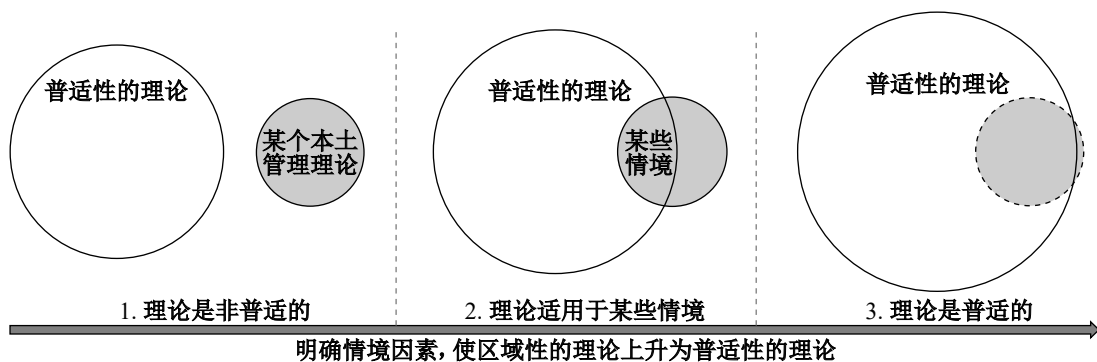 普适性的理论
某个本土
管理理论
普适性的理论
某些
情境
普适性的理论
1. 理论是非普适的
2. 理论适用于某些情境
3. 理论是普适的
明确情境因素，使区域性的理论上升为普适性的理论